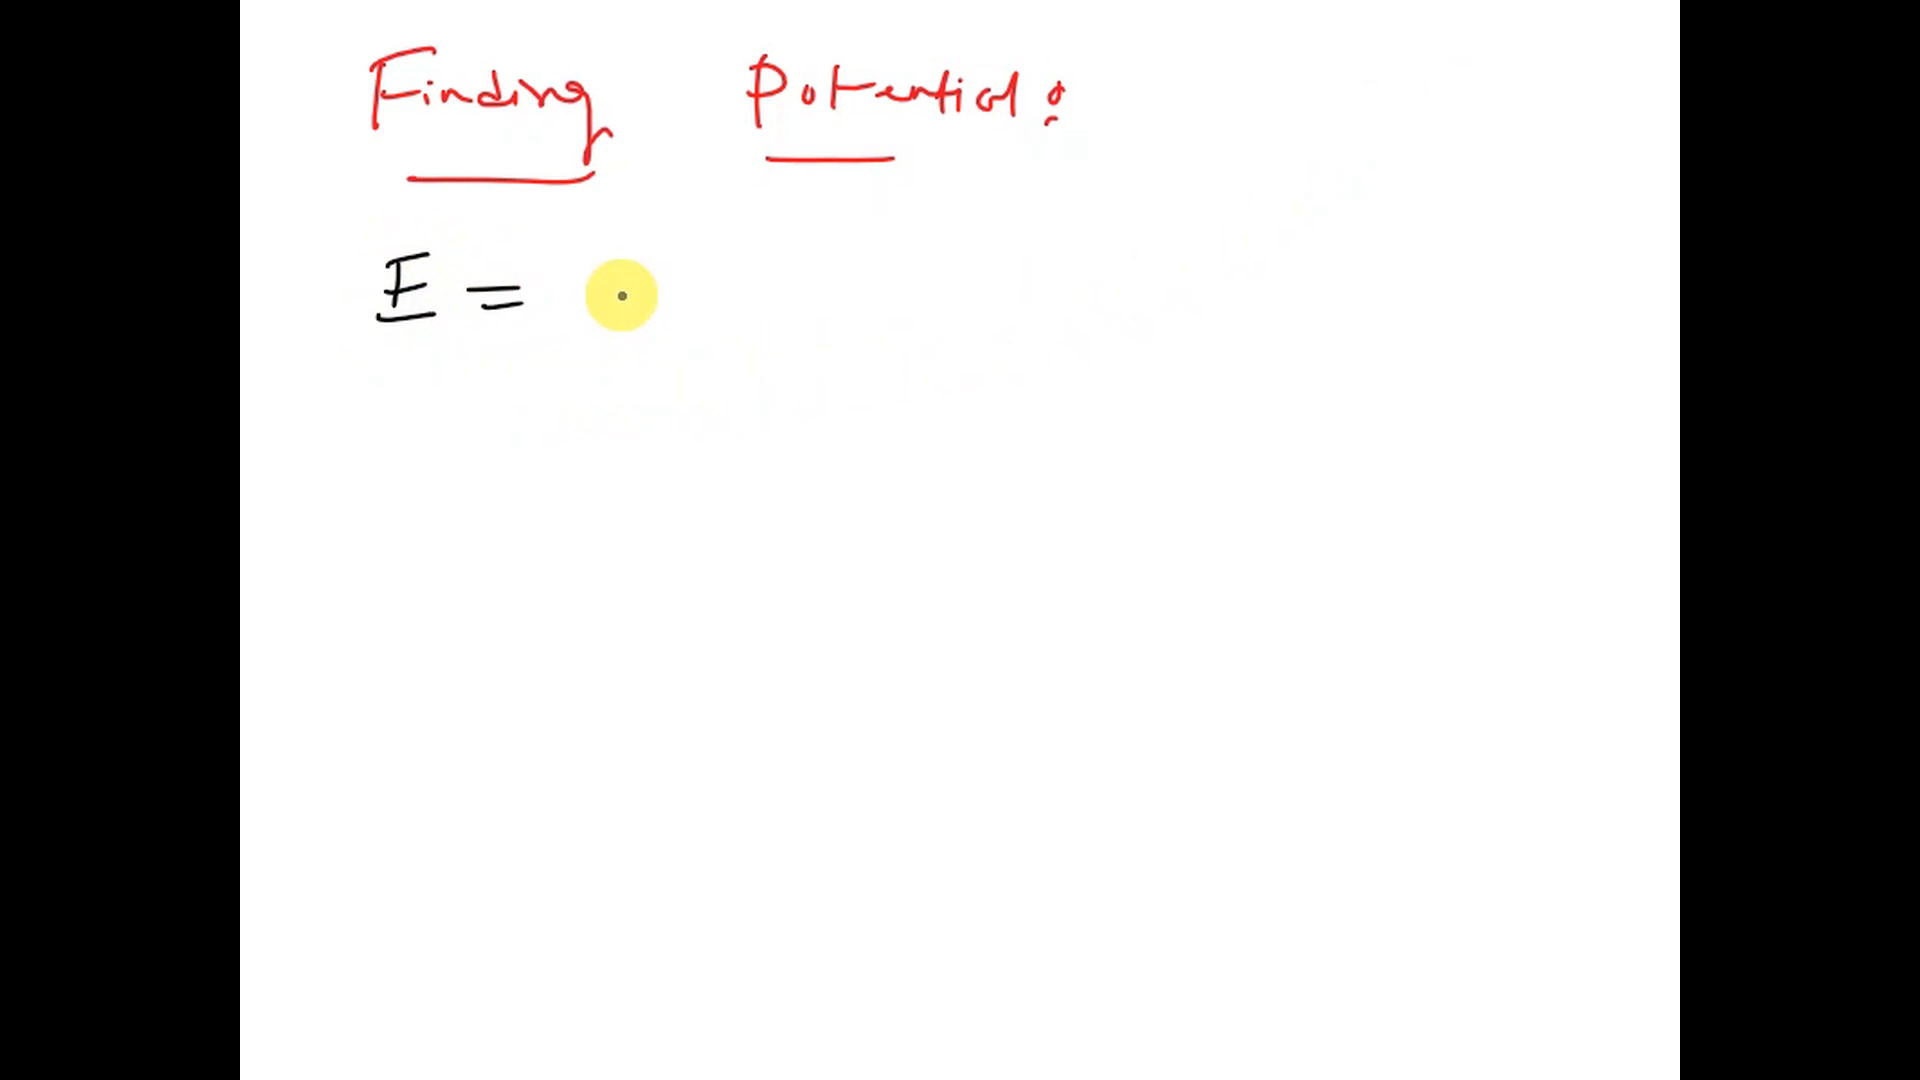 Finding Potential:
F =